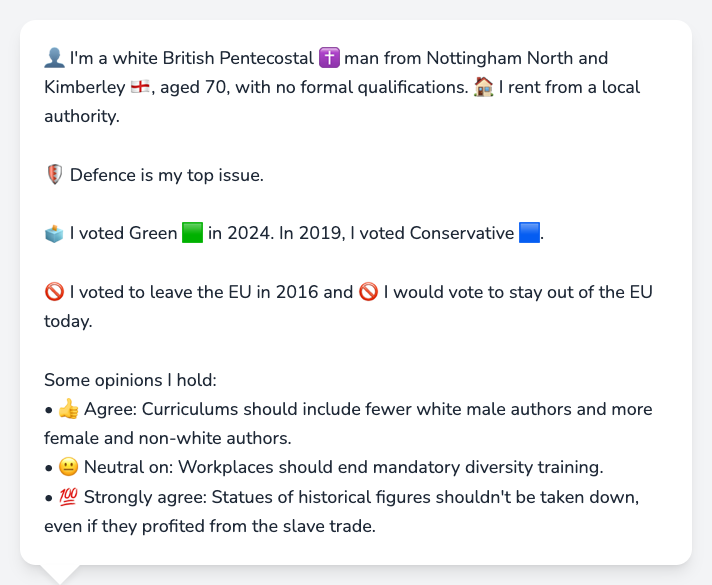 👤 I'm a white British Pentecostal ✝️ man from Nottingham North and
Kimberley 🏴󠁧󠁢󠁥󠁮󠁧󠁿, aged 70, with no formal qualifications. 🏠 I rent from a local
authority.
🛡️ Defence is my top issue.
🗳️ I voted Green 🟩 in 2024. In 2019, I voted Conservative 🟦.
🚫 I voted to leave the EU in 2016 and 🚫 I would vote to stay out of the EU
today.
Some opinions I hold:
• 👍 Agree: Curriculums should include fewer white male authors and more
female and non-white authors.
• 😐 Neutral on: Workplaces should end mandatory diversity training.
• 💯 Strongly agree: Statues of historical figures shouldn't be taken down,
even if they profited from the slave trade.